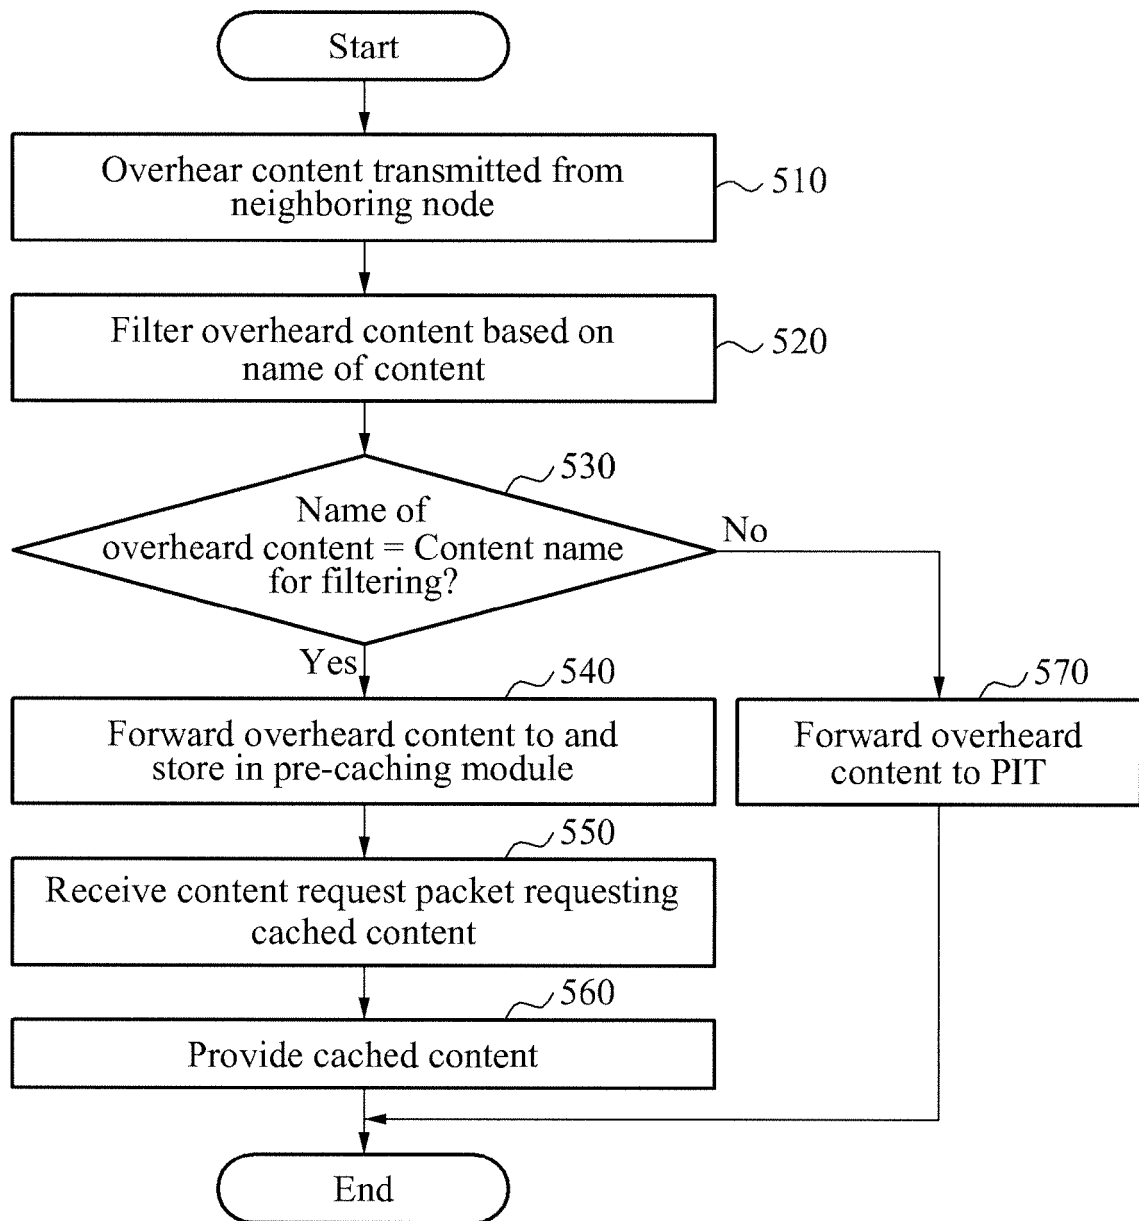 Start
Overhear content transmitted from
neighboring node
510
Filter overheard content based on
name of content
520
530
Name of
overheard content = Content name
for filtering?
No
Yes
540
Forward overheard content to and
store in pre-caching module
570
Forward overheard
content to PIT
550
Receive content request packet requesting
cached content
560
Provide cached content
End